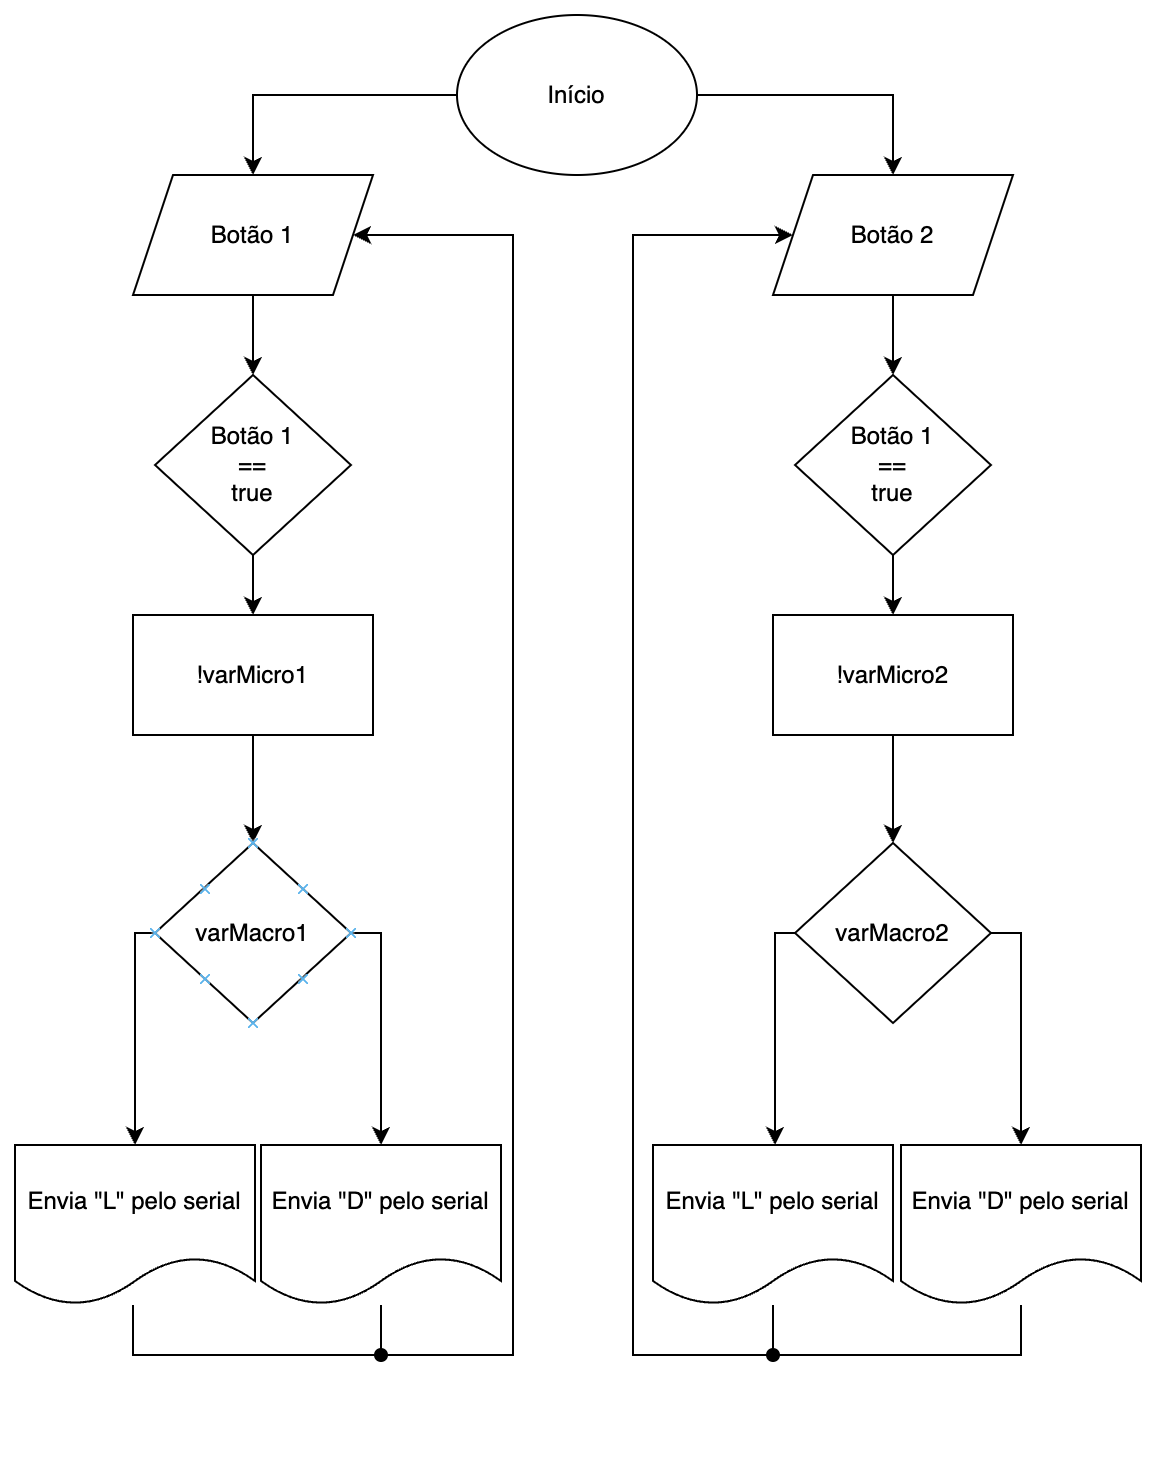 Início
Botão 1
Botão 2
Botão 1
==
true
Botão 1
==
true
!varMicro1
!varMicro2
varMacro1
varMacro2
Envia "L" pelo serial
Envia "D" pelo serial
Envia "L" pelo serial
Envia "D" pelo serial